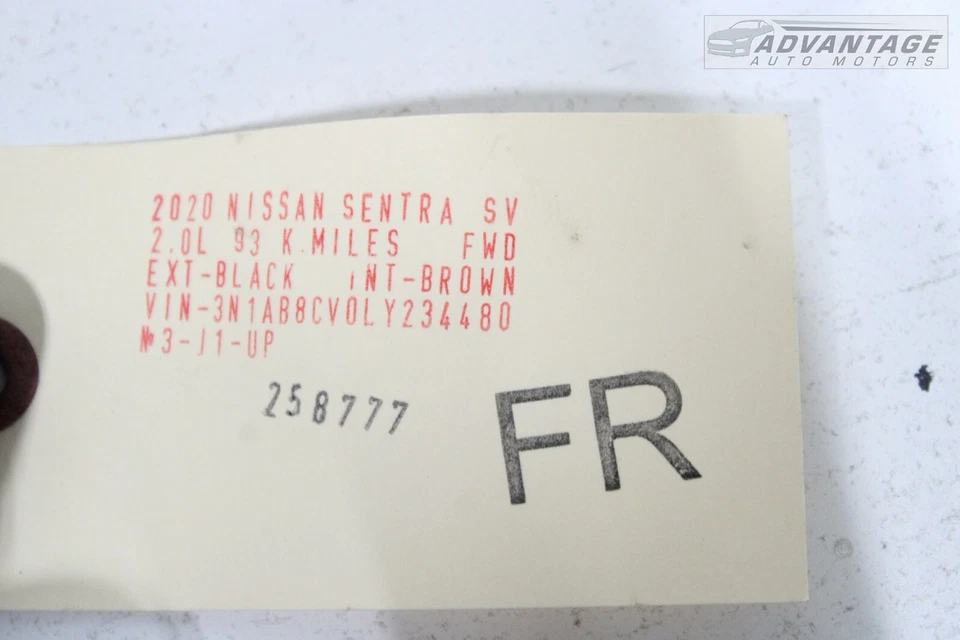 ADVANTAGE
AUTO MOTORS
2020 NISSAN SENTRA SV
2.0L 93 K.MILES FWD
EXT-BLACK INT-BROWN
VIN-3N1AB8CV0LY234480
№3-J1-UP
258777
FR